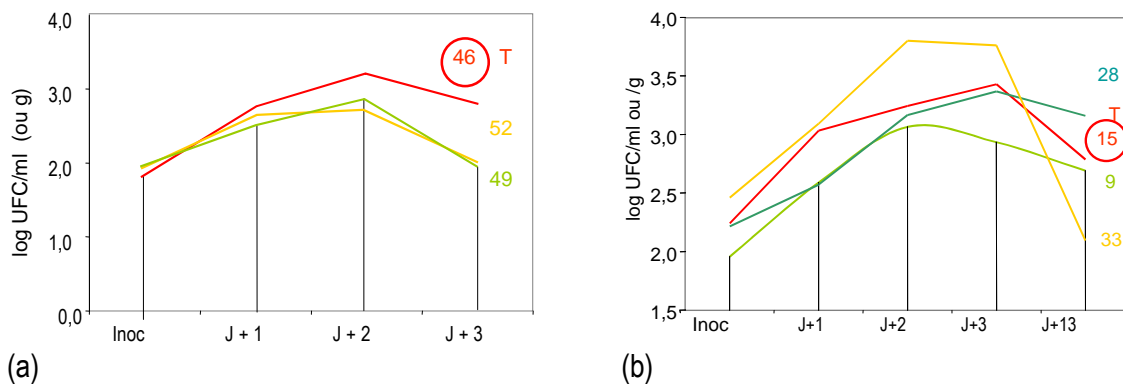 4,0
3,0
2,0
1,0
0,0
log UFC/ml (ou g)
46 T
52
49
Inoc J + 1 J + 2 J + 3
(a)
4,0
3,5
3,0
2,5
2,0
1,5
log UFC/ml ou /g
28
T
15
9
33
Inoc J+1 J+2 J+3 J+13
(b)